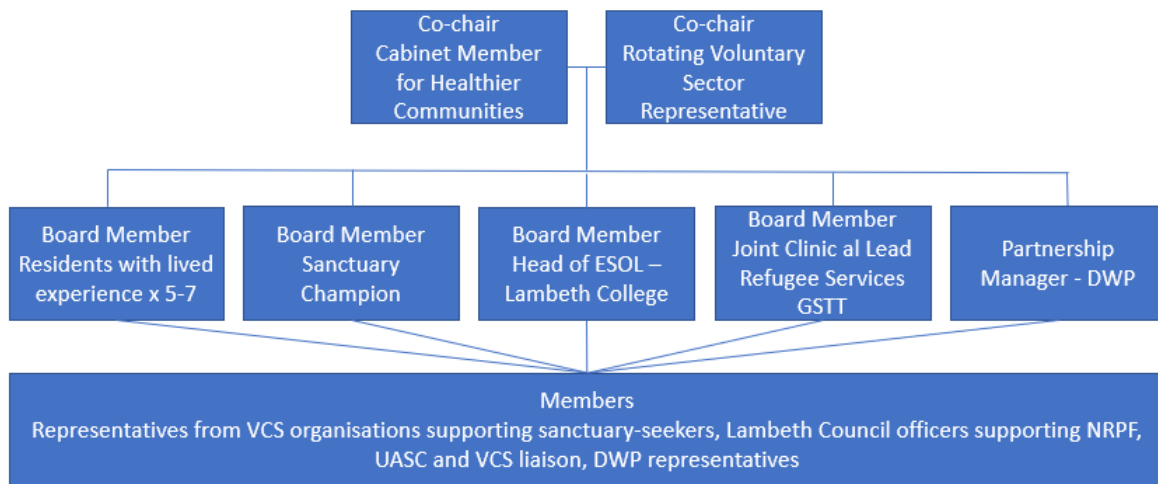 Co-chair
Cabinet Member
for Healthier
Communities
Co-chair
Rotating Voluntary
Sector
Representative
Board Member
Residents with lived
experience x 5-7
Board Member
Sanctuary
Champion
Board Member
Head of ESOL –
Lambeth College
Board Member
Joint Clinic al Lead
Refugee Services
GSTT
Partnership
Manager - DWP
Members
Representatives from VCS organisations supporting sanctuary-seekers, Lambeth Council officers supporting NRPF,
UASC and VCS liaison, DWP representatives